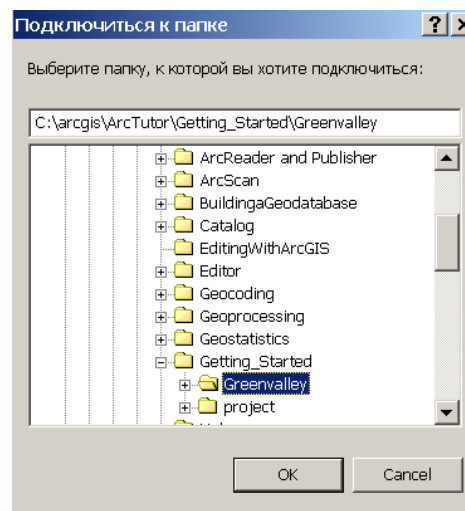 Подключиться к папке
Выберите папку, к которой вы хотите подключиться:
C:\arcgis\ArcTutor\Getting_Started\Greenvalley
ArcReader and Publisher
ArcScan
BuildingaGeodatabase
Catalog
EditingWithArcGIS
Editor
Geocoding
Geoprocessing
Geostatistics
Getting_Started
Greenvalley
project
OK Cancel